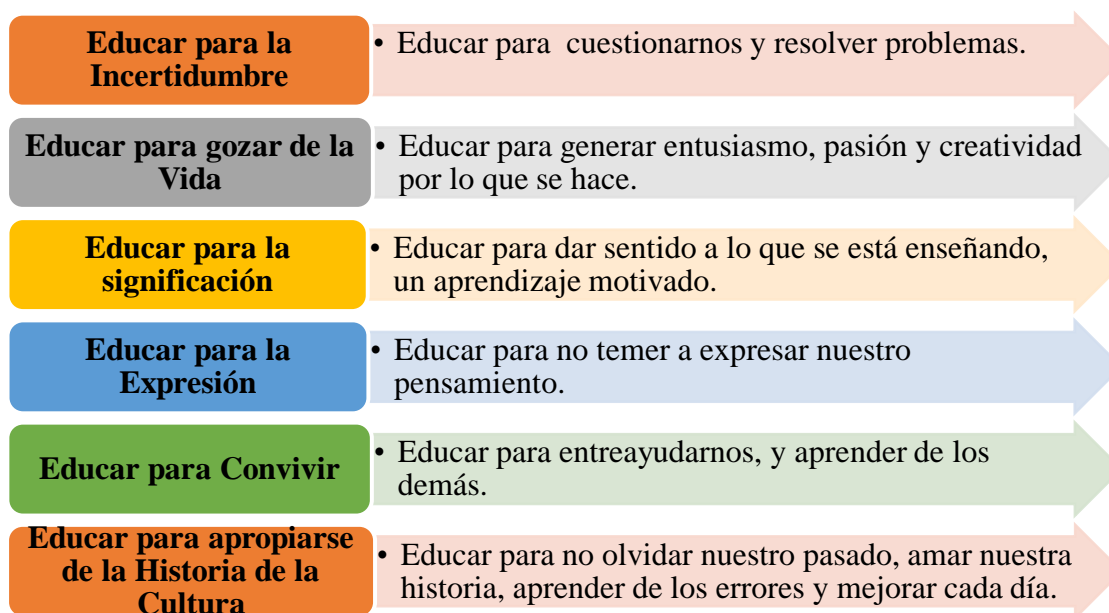 Educar para la
Incertidumbre
• Educar para cuestionarnos y resolver problemas.
Educar para gozar de la
Vida
• Educar para generar entusiasmo, pasión y creatividad
por lo que se hace.
Educar para la
significación
• Educar para dar sentido a lo que se está enseñando,
un aprendizaje motivado.
Educar para la
Expresión
• Educar para no temer a expresar nuestro
pensamiento.
Educar para Convivir
• Educar para entreayudarnos, y aprender de los
demás.
Educar para apropiarse
de la Historia de la
Cultura
• Educar para no olvidar nuestro pasado, amar nuestra
historia, aprender de los errores y mejorar cada día.